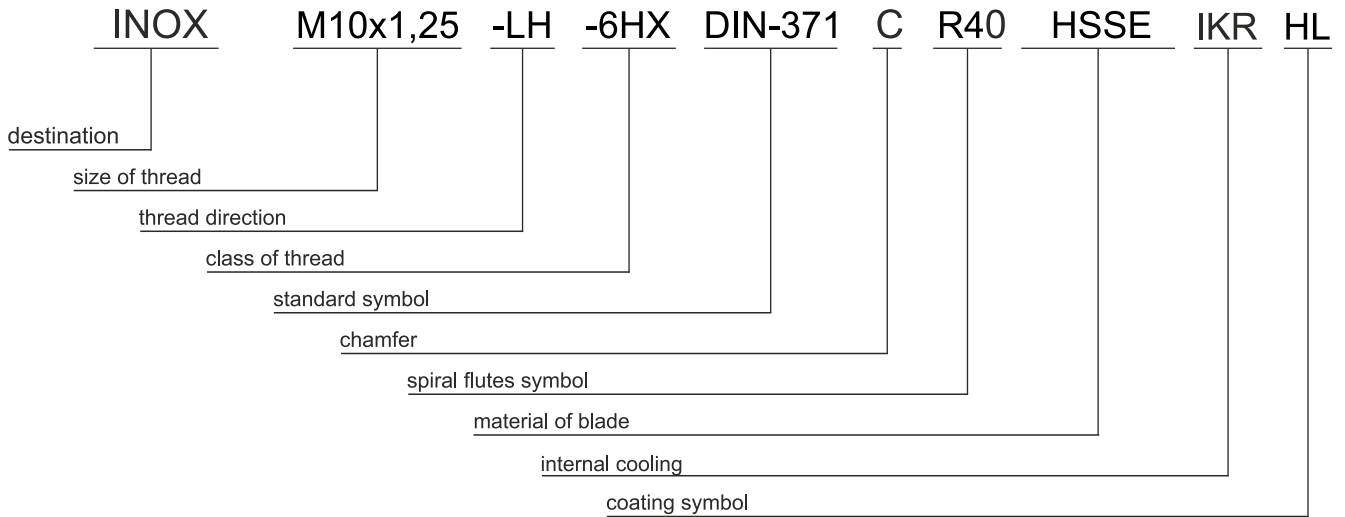 INOX M10x1,25 -LH -6HX DIN-371 C R40 HSSE IKR HL
destination
size of thread
thread direction
class of thread
standard symbol
chamfer
spiral flutes symbol
material of blade
internal cooling
coating symbol